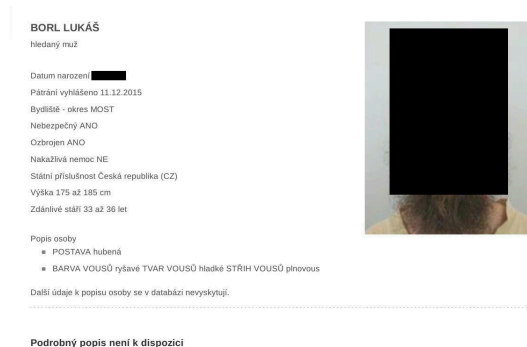 BORL LUKÁŠ
hledaný muž
Datum narození
Pátrání vyhlášeno 11.12.2015
Bydliště - okres MOST
Nebezpečný ANO
Ozbrojen ANO
Nakažlivá nemoc NE
Státní příslušnost Česká republika (CZ)
Výška 175 až 185 cm
Zdánlivé stáří 33 až 36 let
Popis osoby
POSTAVA hubená
BARVA VOUSŮ ryšavé TVAR VOUSŮ hladké STŘIH VOUSŮ plnovous
Další údaje k popisu osoby se v databázi nevyskytují.
Podrobný popis není k dispozici